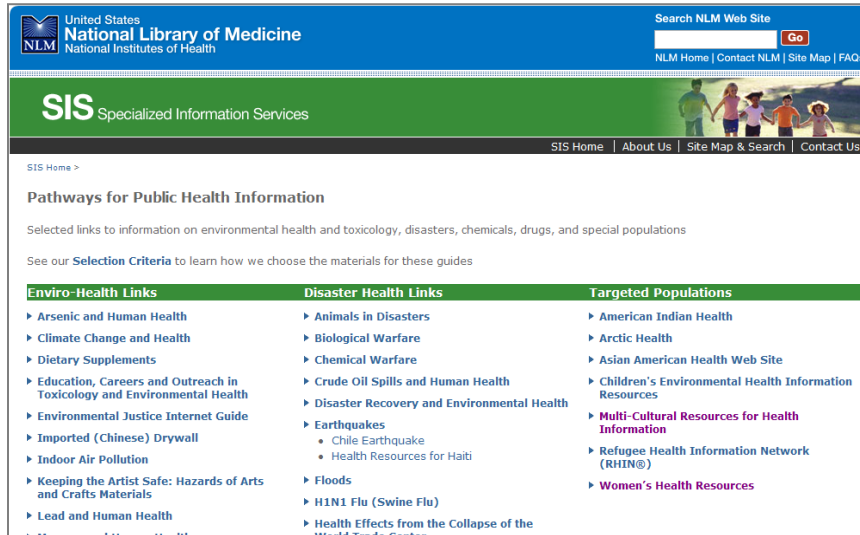 United States
National Library of Medicine
National Institutes of Health
NLM
Search NLM Web Site
Go
NLM Home | Contact NLM | Site Map | FAQ
SIS Specialized Information Services
SIS Home | About Us | Site Map & Search | Contact Us
SIS Home >
Pathways for Public Health Information
Selected links to information on environmental health and toxicology, disasters, chemicals, drugs, and special populations
See our Selection Criteria to learn how we choose the materials for these guides
Enviro-Health Links
Arsenic and Human Health
Climate Change and Health
Dietary Supplements
Education, Careers and Outreach in
Toxicology and Environmental Health
Environmental Justice Internet Guide
Imported (Chinese) Drywall
Indoor Air Pollution
Keeping the Artist Safe: Hazards of Arts
and Crafts Materials
Lead and Human Health
Disaster Health Links
Animals in Disasters
Biological Warfare
Chemical Warfare
Crude Oil Spills and Human Health
Disaster Recovery and Environmental Health
Earthquakes
Chile Earthquake
Health Resources for Haiti
Floods
H1N1 Flu (Swine Flu)
Health Effects from the Collapse of the
World Trade Center
Targeted Populations
American Indian Health
Arctic Health
Asian American Health Web Site
Children's Environmental Health Information
Resources
Multi-Cultural Resources for Health
Information
Refugee Health Information Network
(RHIN®)
Women's Health Resources